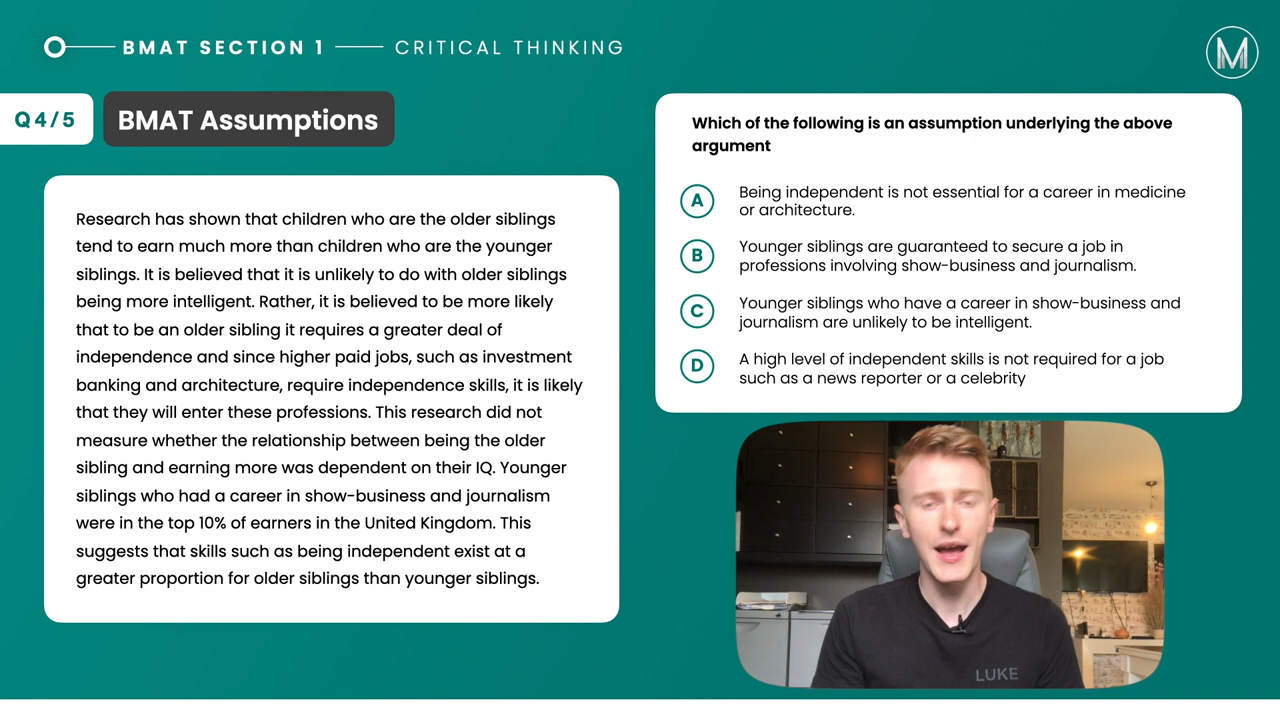 BMAT SECTION 1
CRITICAL THINKING
M
Q4/5
BMAT Assumptions
Research has shown that children who are the older siblings
tend to earn much more than children who are the younger
siblings. It is believed that it is unlikely to do with older siblings
being more intelligent. Rather, it is believed to be more likely
that to be an older sibling it requires a greater deal of
independence and since higher paid jobs, such as investment
banking and architecture, require independence skills, it is likely
that they will enter these professions. This research did not
measure whether the relationship between being the older
sibling and earning more was dependent on their IQ. Younger
siblings who had a career in show-business and journalism
were in the top 10% of earners in the United Kingdom. This
suggests that skills such as being independent exist at a
greater proportion for older siblings than younger siblings.
Which of the following is an assumption underlying the above
argument
A
Being independent is not essential for a career in medicine
or architecture.
B
Younger siblings are guaranteed to secure a job in
professions involving show-business and journalism.
C
Younger siblings who have a career in show-business and
journalism are unlikely to be intelligent.
D
A high level of independent skills is not required for a job
such as a news reporter or a celebrity
LUKE